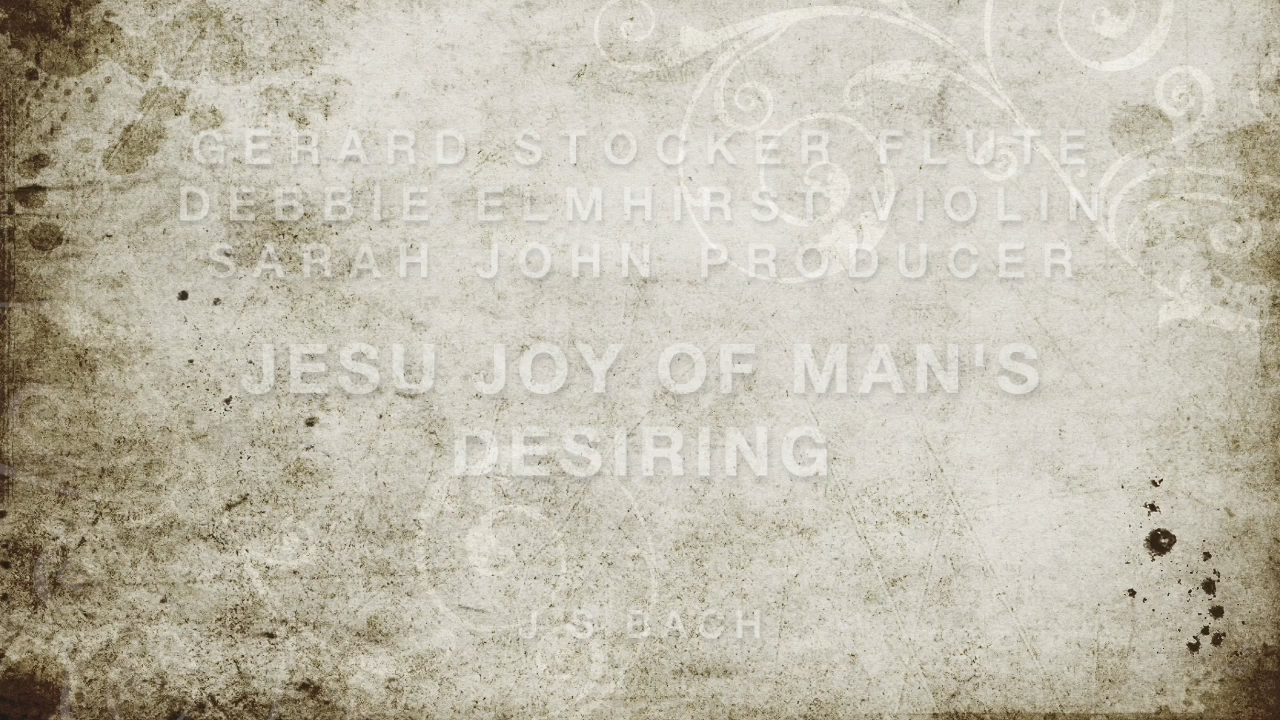 GERARD STOCKER FLUTE
DEBBIE ELMHIRST VIOLIN
SARAH JOHN PRODUCER
JESU JOY OF MAN'S
DESIRING
J S BACH